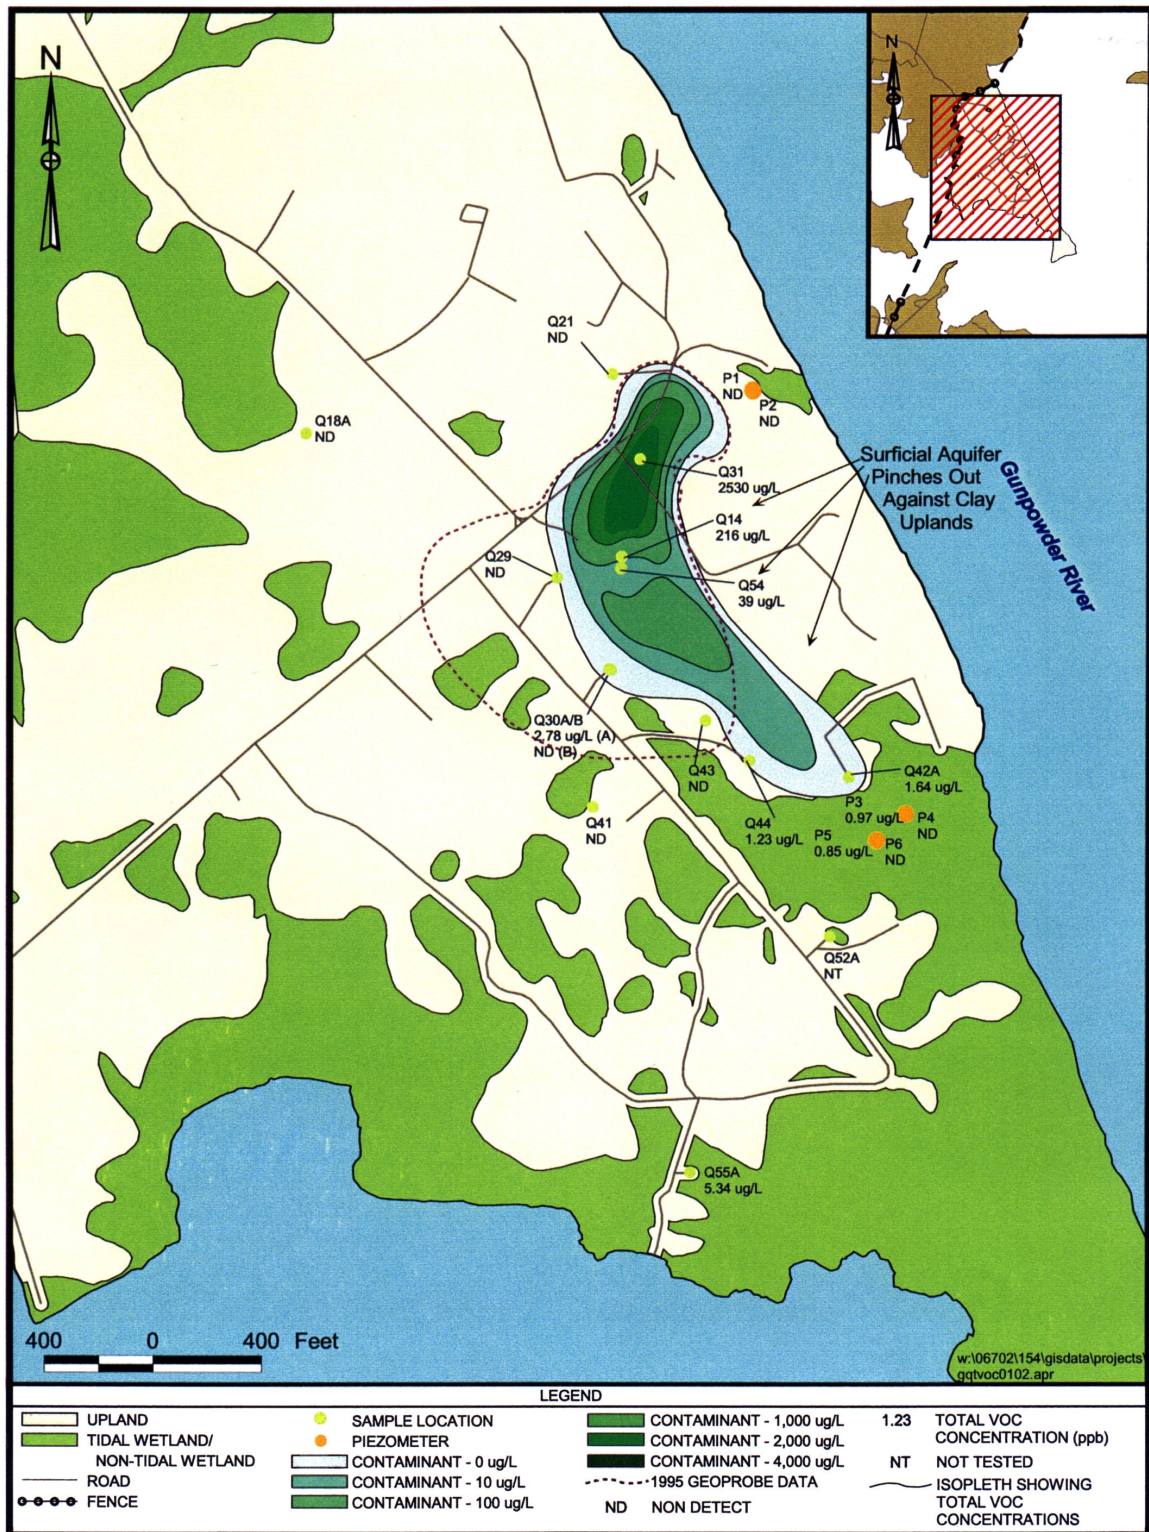 N
N
Q21
ND
P1
ND
P2
ND
Q18A
ND
Q31
2530 ug/L
Surficial Aquifer
Pinches Out
Against Clay
Uplands
Gunpowder River
Q14
216 ug/L
Q29
ND
Q54
39 ug/L
Q30A/B
2.78 ug/L (A)
ND (B)
Q43
ND
Q42A
1.64 ug/L
P3
0.97 ug/L
P4
ND
Q41
ND
Q44
1.23 ug/L
P5
0.85 ug/L
P6
ND
Q52A
NT
Q55A
5.34 ug/L
400 0 400 Feet
w:\06702\154\gisdata\projects\
gqtvoc0102.apr
LEGEND
UPLAND
TIDAL WETLAND/
NON-TIDAL WETLAND
ROAD
FENCE
SAMPLE LOCATION
PIEZOMETER
CONTAMINANT - 0 ug/L
CONTAMINANT - 10 ug/L
CONTAMINANT - 100 ug/L
CONTAMINANT - 1,000 ug/L
CONTAMINANT - 2,000 ug/L
CONTAMINANT - 4,000 ug/L
1995 GEOPROBE DATA
ND NON DETECT
1.23 TOTAL VOC
CONCENTRATION (ppb)
NT NOT TESTED
ISOPLETH SHOWING
TOTAL VOC
CONCENTRATIONS